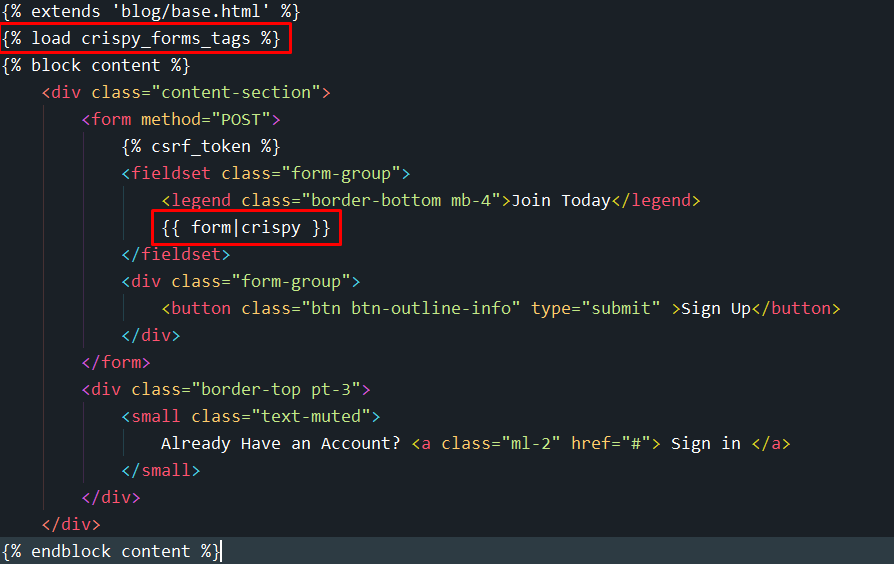 {% extends 'blog/base.html' %}
{% load crispy_forms_tags %}
{% block content %}
<div class="content-section">
<form method="POST">
{% csrf_token %}
<fieldset class="form-group">
<legend class="border-bottom mb-4">Join Today</legend>
{{ form|crispy }}
</fieldset>
<div class="form-group">
<button class="btn btn-outline-info" type="submit" >Sign Up</button>
</div>
</form>
<div class="border-top pt-3">
<small class="text-muted">
Already Have an Account? <a class="ml-2" href="#"> Sign in </a>
</small>
</div>
</div>
{% endblock content %}